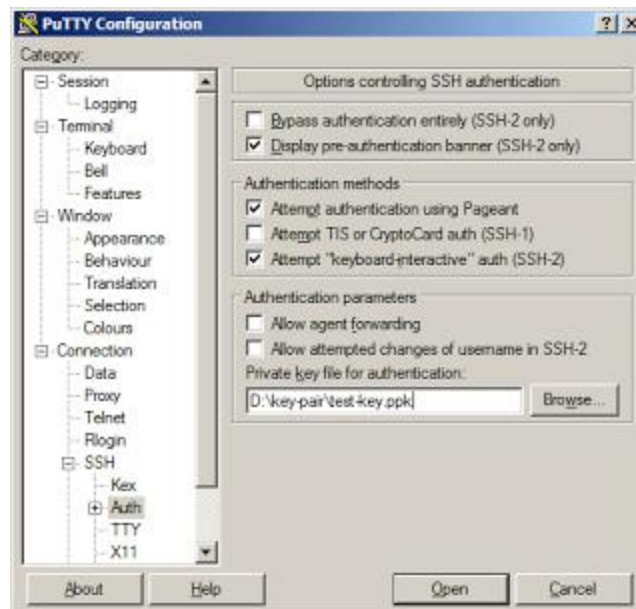 PuTTY Configuration
Category:
Session
Logging
Terminal
Keyboard
Bell
Features
Window
Appearance
Behaviour
Translation
Selection
Colours
Connection
Data
Proxy
Telnet
Rlogin
SSH
Kex
Auth
TTY
X11
Options controlling SSH authentication
Bypass authentication entirely (SSH-2 only)
Display pre-authentication banner (SSH-2 only)
Authentication methods
Attempt authentication using Pageant
Attempt TIS or CryptoCard auth (SSH-1)
Attempt "keyboard-interactive" auth (SSH-2)
Authentication parameters
Allow agent forwarding
Allow attempted changes of username in SSH-2
Private key file for authentication:
D:\key-pair\test-key.ppk
Browse...
About
Help
Open
Cancel